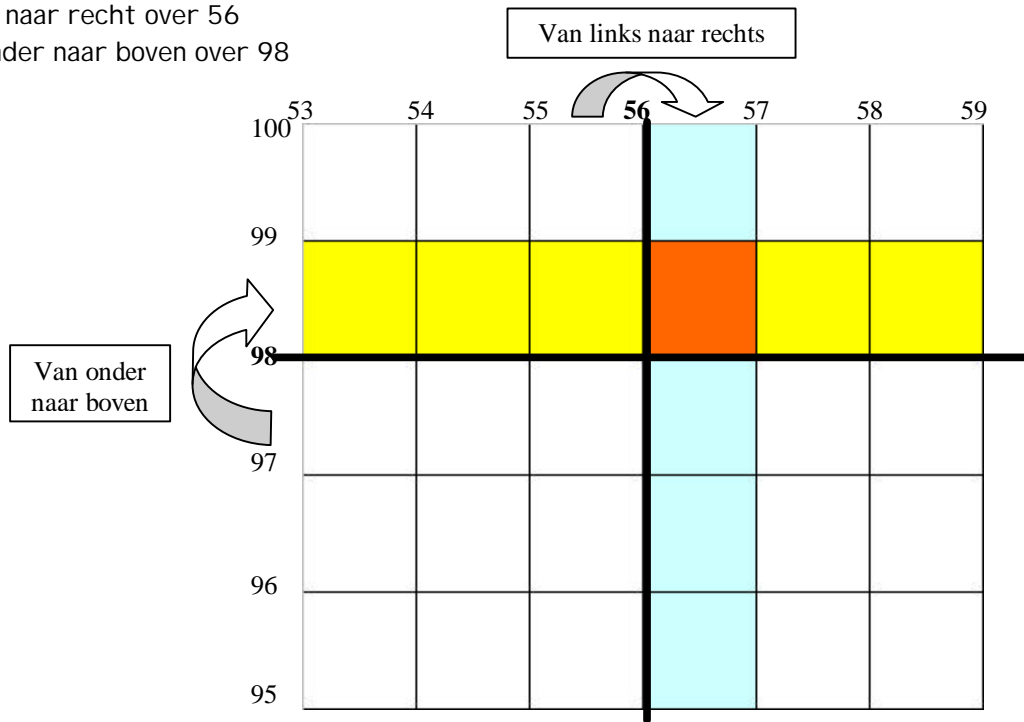 naar recht over 56
nder naar boven over 98
Van links naar rechts
53 54 55 56 57 58 59
100
99
98
Van onder
naar boven
97
96
95